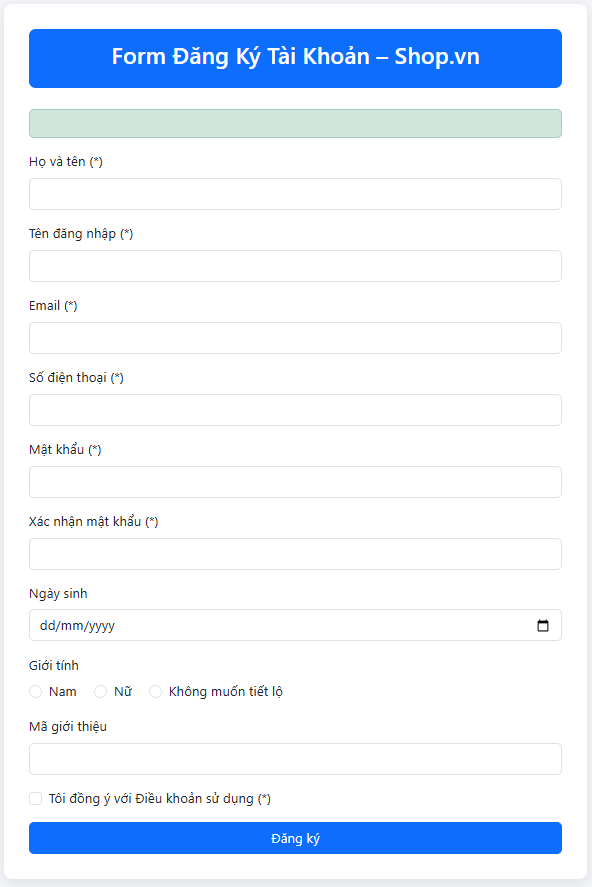 Form Đăng Ký Tài Khoản – Shop.vn
Họ và tên (*)
Tên đăng nhập (*)
Email (*)
Số điện thoại (*)
Mật khẩu (*)
Xác nhận mật khẩu (*)
Ngày sinh
dd/mm/yyyy
Giới tính
Nam Nữ Không muốn tiết lộ
Mã giới thiệu
Tôi đồng ý với Điều khoản sử dụng (*)
Đăng ký